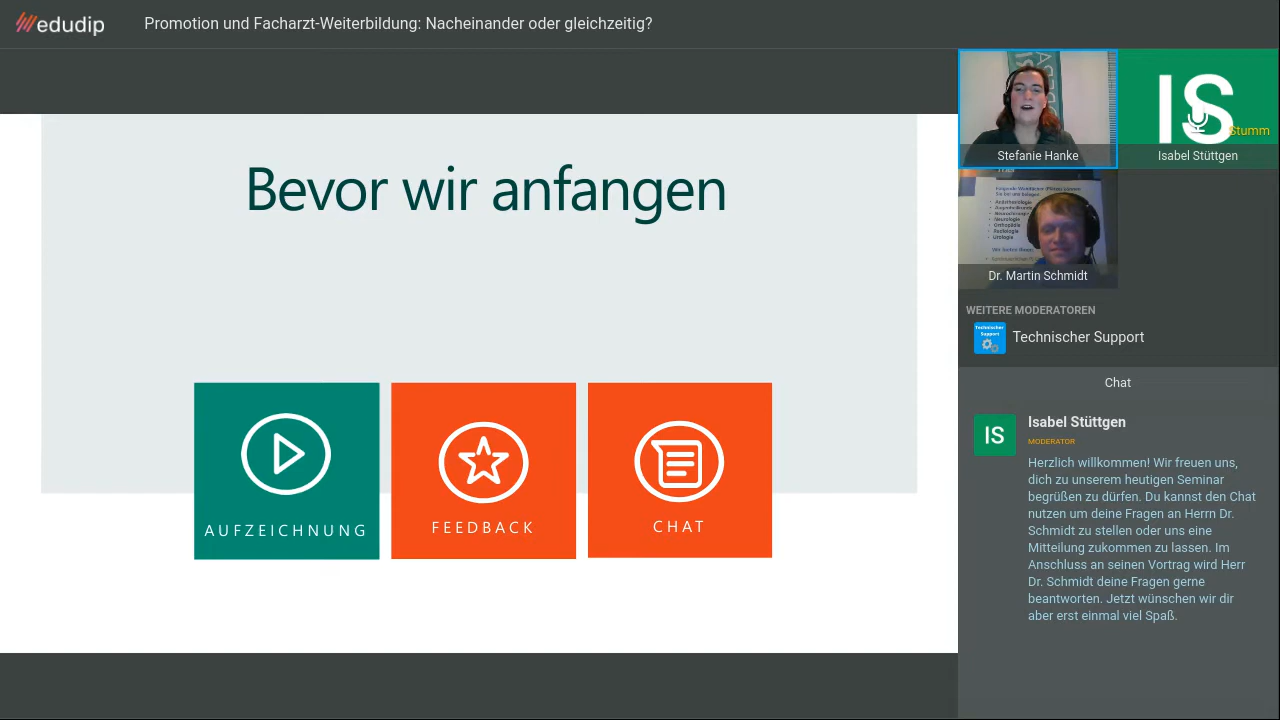 edudip
Promotion und Facharzt-Weiterbildung: Nacheinander oder gleichzeitig?
Bevor wir anfangen
AUFZEICHNUNG
FEEDBACK
CHAT
Stefanie Hanke
IS
Stumm
Isabel Stüttgen
Dr. Martin Schmidt
WEITERE MODERATOREN
Technischer
Support
Technischer Support
Chat
IS
Isabel Stüttgen
MODERATOR
Herzlich willkommen! Wir freuen uns,
dich zu unserem heutigen Seminar
begrüßen zu dürfen. Du kannst den Chat
nutzen um deine Fragen an Herrn Dr.
Schmidt zu stellen oder uns eine
Mitteilung zukommen zu lassen. Im
Anschluss an seinen Vortrag wird Herr
Dr. Schmidt deine Fragen gerne
beantworten. Jetzt wünschen wir dir
aber erst einmal viel Spaß.